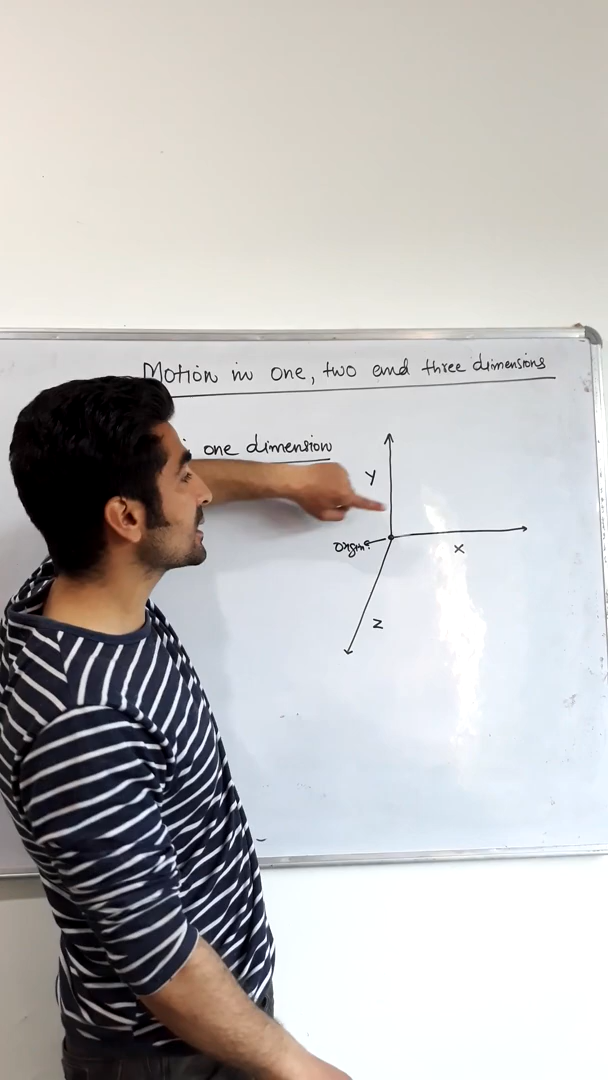 Motion in one, two and three dimensions
one dimension
Y
origin
X
Z